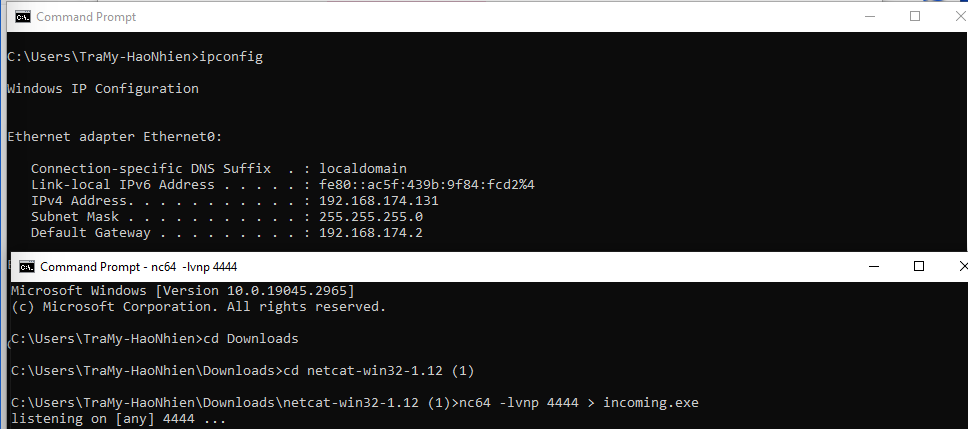 Command Prompt
C:\Users\TraMy-HaoNhien>ipconfig
Windows IP Configuration
Ethernet adapter Ethernet0:
Connection-specific DNS Suffix  . : localdomain
Link-local IPv6 Address . . . . . : fe80::ac5f:439b:9f84:fcd2%4
IPv4 Address. . . . . . . . . . . : 192.168.174.131
Subnet Mask . . . . . . . . . . . : 255.255.255.0
Default Gateway . . . . . . . . . : 192.168.174.2
Command Prompt - nc64  -lvnp 4444
Microsoft Windows [Version 10.0.19045.2965]
(c) Microsoft Corporation. All rights reserved.
C:\Users\TraMy-HaoNhien>cd Downloads
C:\Users\TraMy-HaoNhien\Downloads>cd netcat-win32-1.12 (1)
C:\Users\TraMy-HaoNhien\Downloads\netcat-win32-1.12 (1)>nc64 -lvnp 4444 > incoming.exe
listening on [any] 4444 ...